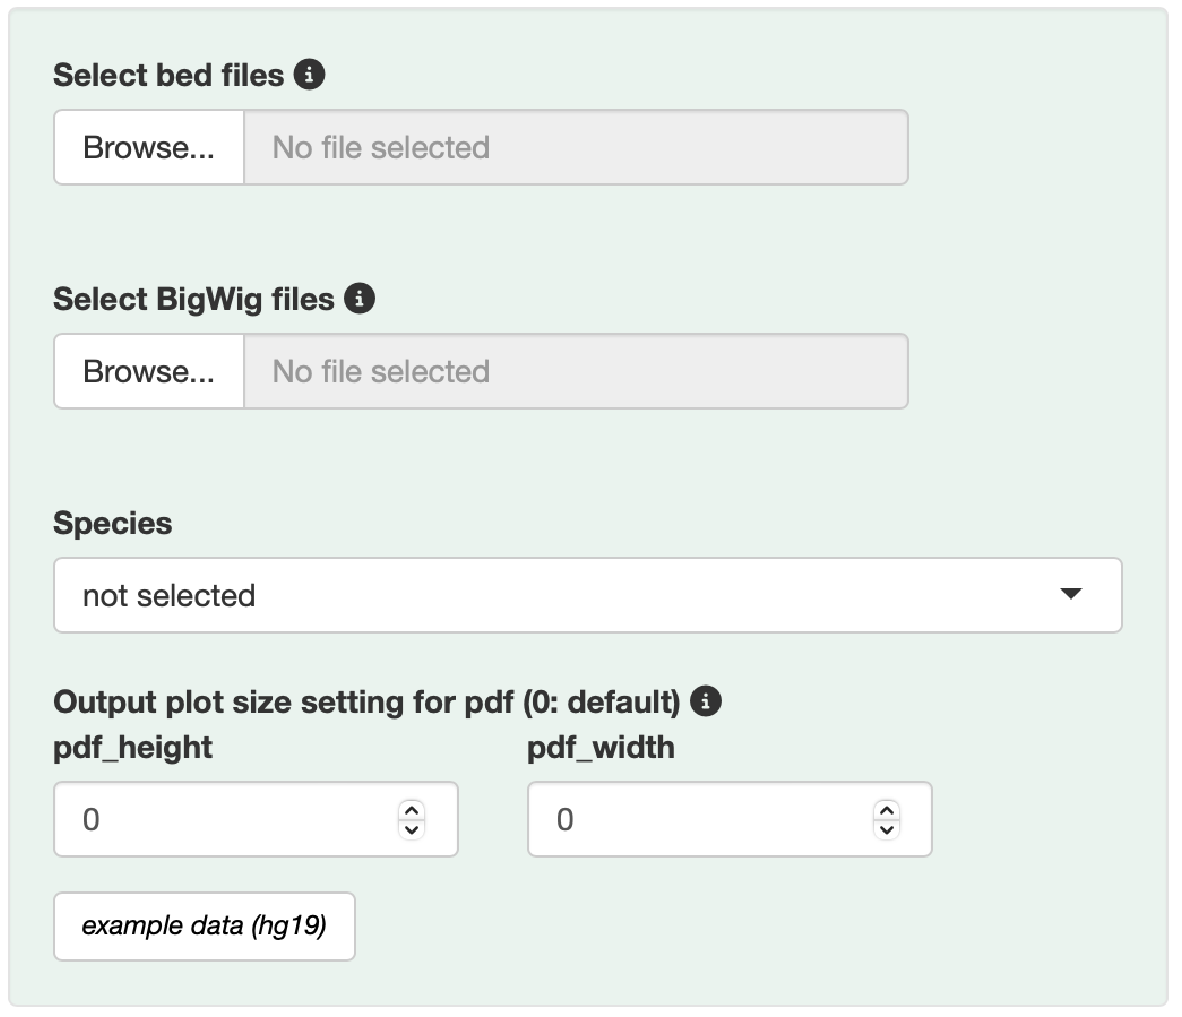 Select bed files
Browse... No file selected
Select BigWig files
Browse... No file selected
Species
not selected
Output plot size setting for pdf (0: default)
pdf_height pdf_width
0 0
example data (hg19)